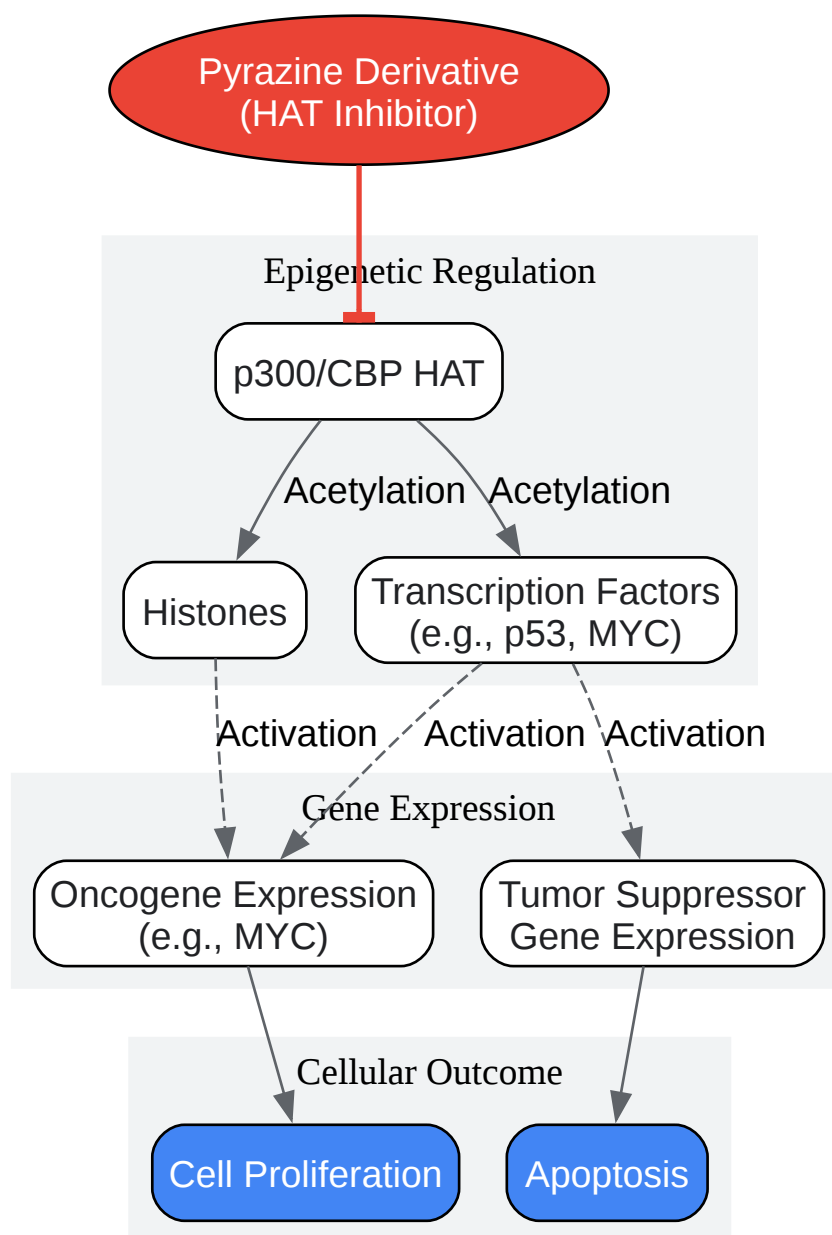 Pyrazine Derivative
(HAT Inhibitor)
Epigenetic Regulation
p300/CBP HAT
Acetylation
Acetylation
Histones
Transcription Factors
(e.g., p53, MYC)
Activation
Activation
Activation
Gene Expression
Oncogene Expression
(e.g., MYC)
Tumor Suppressor
Gene Expression
Cellular Outcome
Cell Proliferation
Apoptosis